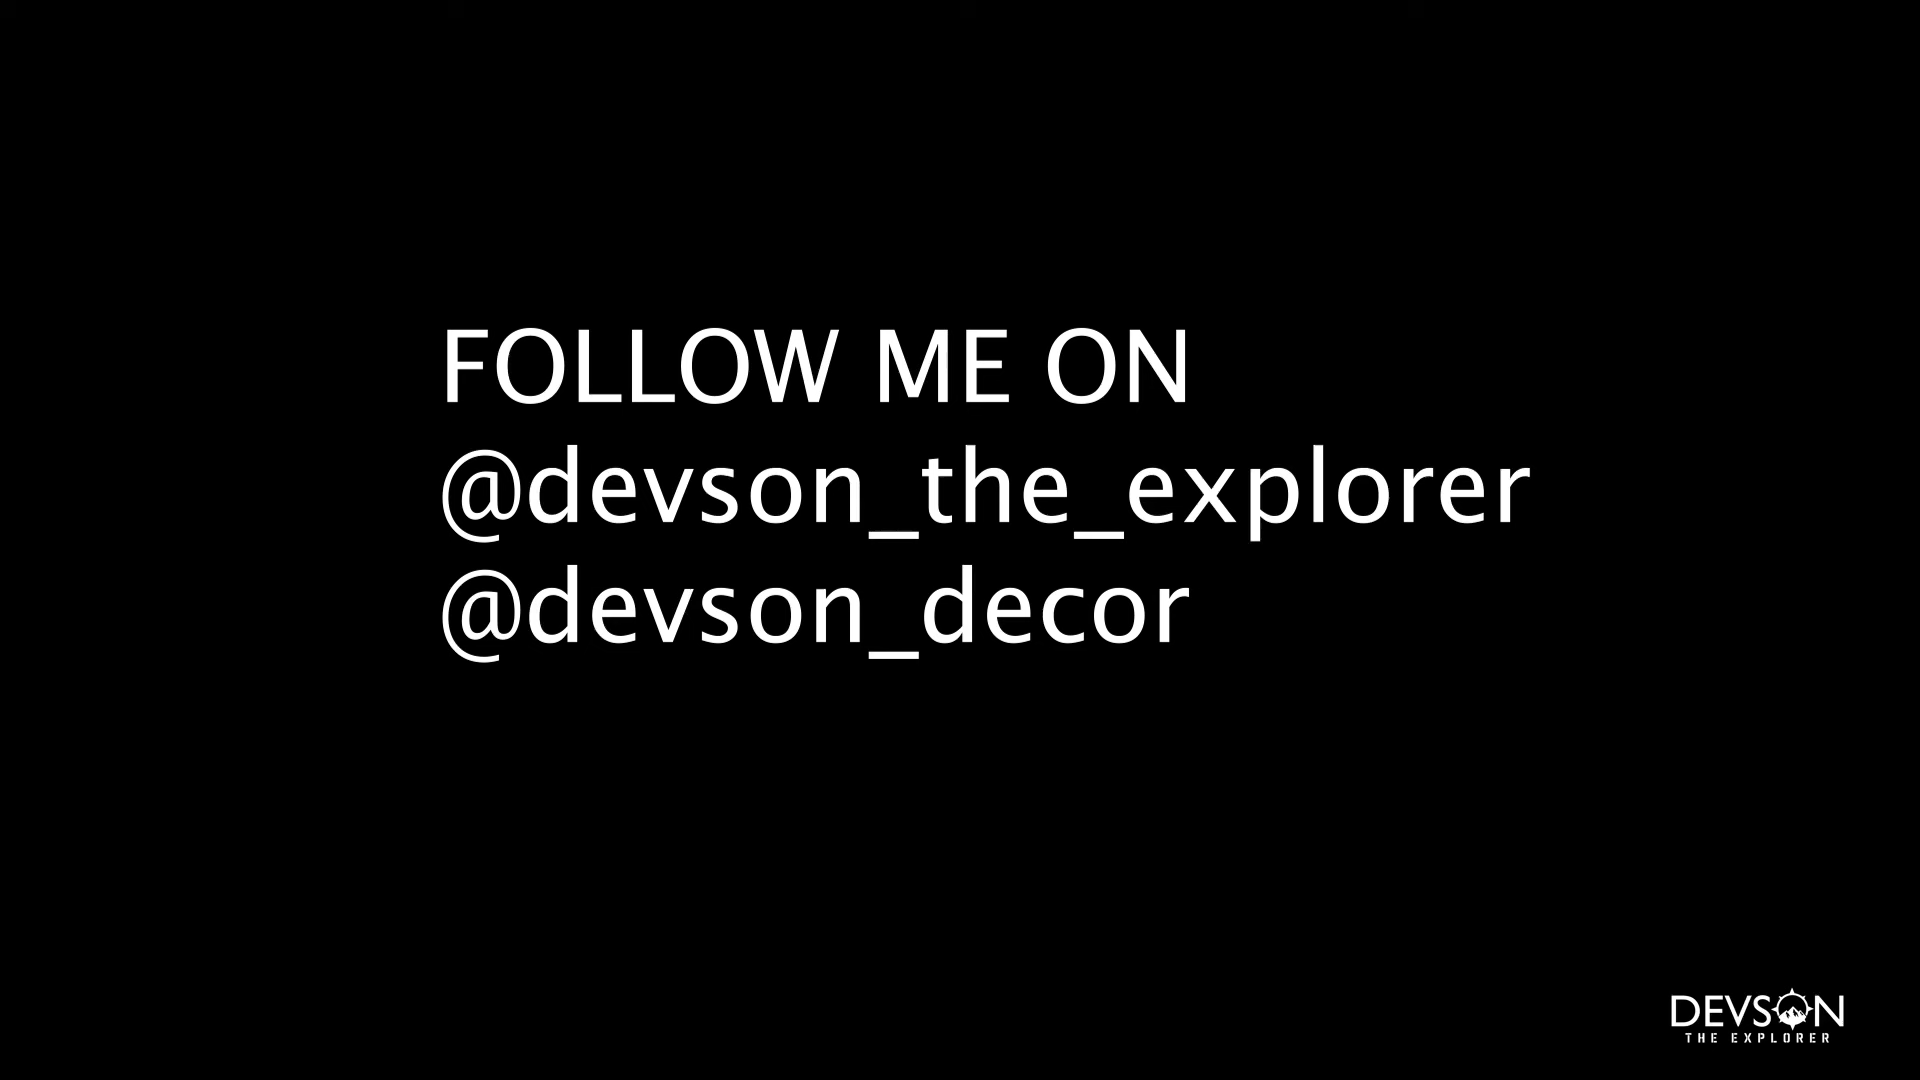 FOLLOW ME ON
@devson_the_explorer
@devson_decor
DEVSON
THE EXPLORER